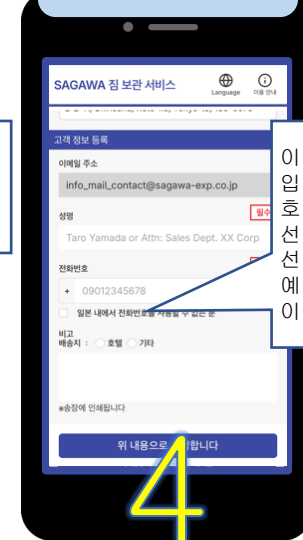 SAGAWA 짐 보관 서비스
Language
이용 안내
고객 정보 등록
이메일 주소
info_mail_contact@sagawa-exp.co.jp
성명
필수
Taro Yamada or Attn: Sales Dept. XX Corp
전화번호
+ 09012345678
일본 내에서 전화번호를 사용할 수 없는 분
비고
배송지 : 호텔 기타
※송장에 인쇄됩니다
위 내용으로 합니다
4
이
입
호
선
선
예
이